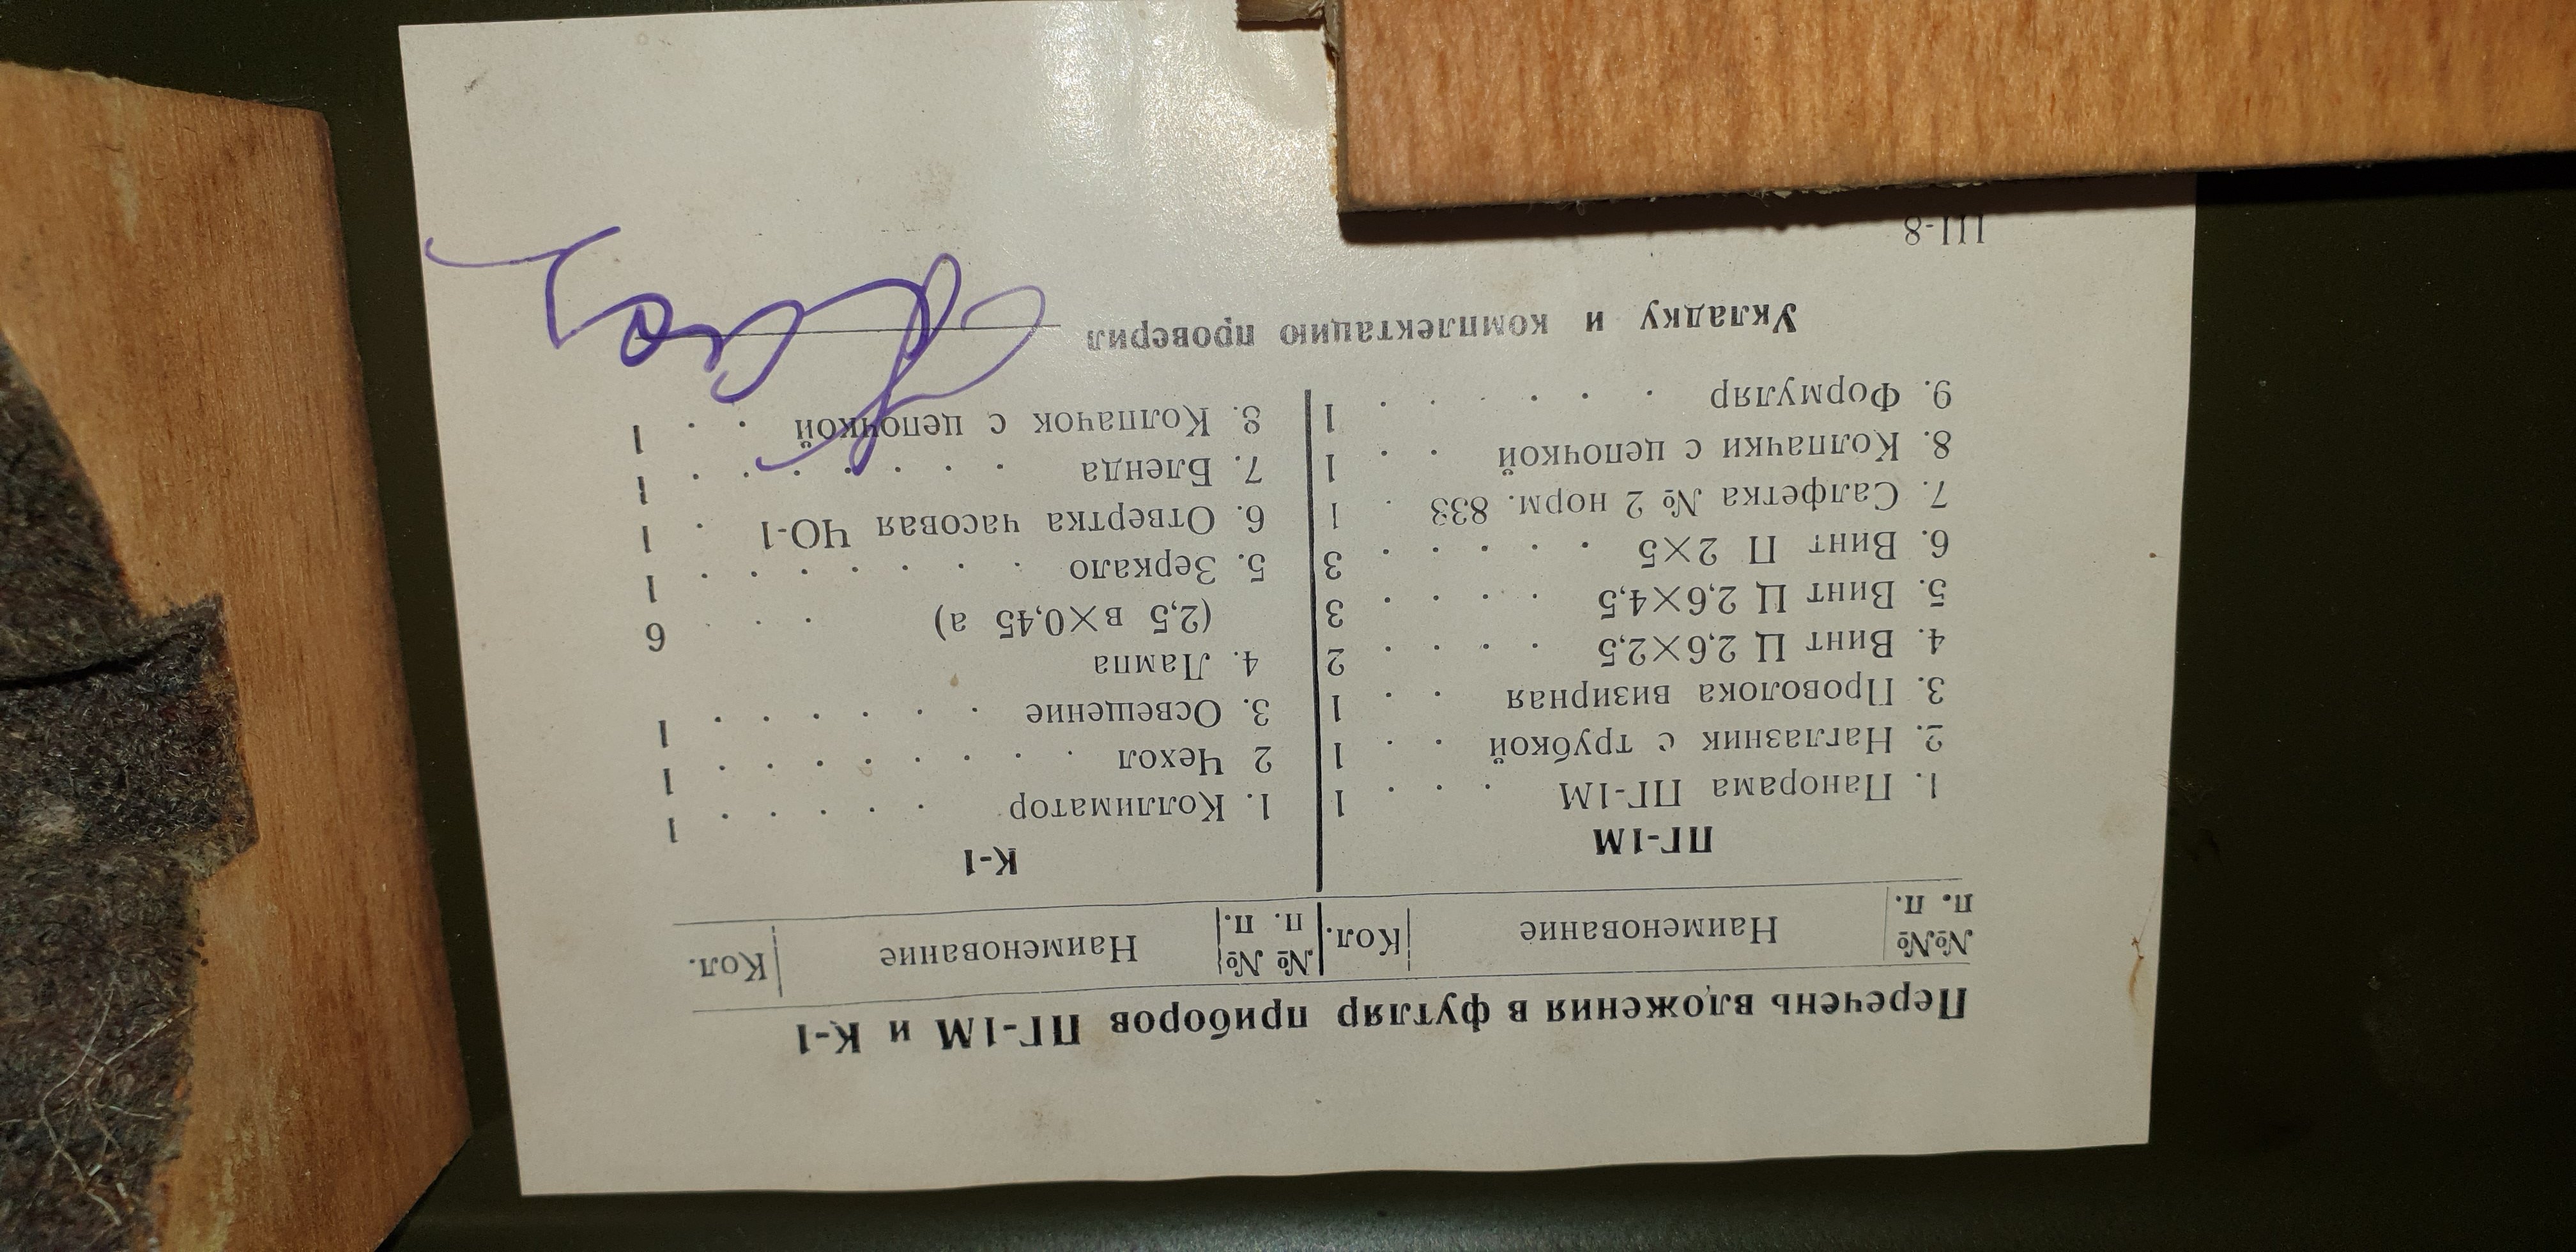 Перечень вложения в футляр приборов ПГ-1М и К-1
№№ п. п. Наименование Кол. № № п. п. Наименование Кол.
ПГ-1М
1. Панорама ПГ-1М . . . 1
2. Наглазник с трубкой . . 1
3. Проволока визирная . . 1
4. Винт Ц 2,6×2,5 . . . . 2
5. Винт Ц 2,6×4,5 . . . . 3
6. Винт П 2×5 . . . . . 3
7. Салфетка № 2 норм. 833 . 1
8. Колпачки с цепочкой . . 1
9. Формуляр . . . . . . 1
К-1
1. Коллиматор . . . . . 1
2 Чехол . . . . . . . . 1
3. Освещение . . . . . . 1
4. Лампа
(2,5 в×0,45 а) . . . 6
5. Зеркало . . . . . . . 1
6. Отвертка часовая ЧО-1 . 1
7. Бленда . . . . . . . 1
8. Колпачок с цепочкой . . 1
Укладку и комплектацию проверил
Ш-8